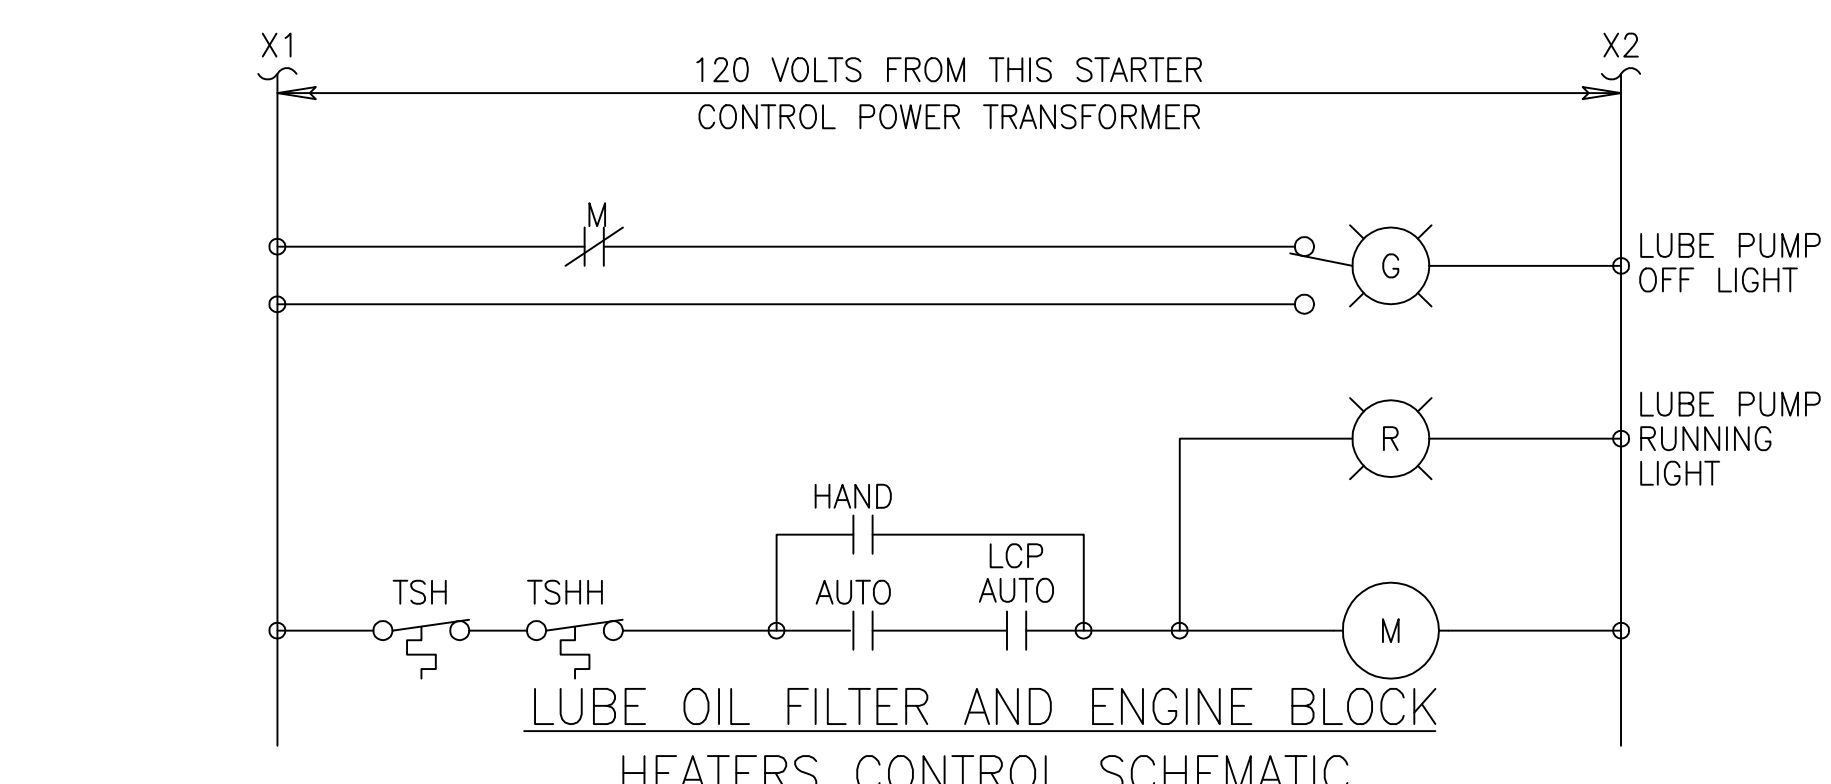 X1
X2
120 VOLTS FROM THIS STARTER
CONTROL POWER TRANSFORMER
M
G
LUBE PUMP
OFF LIGHT
R
LUBE PUMP
RUNNING
LIGHT
HAND
LCP
TSH
TSHH
AUTO
AUTO
M
LUBE OIL FILTER AND ENGINE BLOCK
HEATERS CONTROL SCHEMATIC